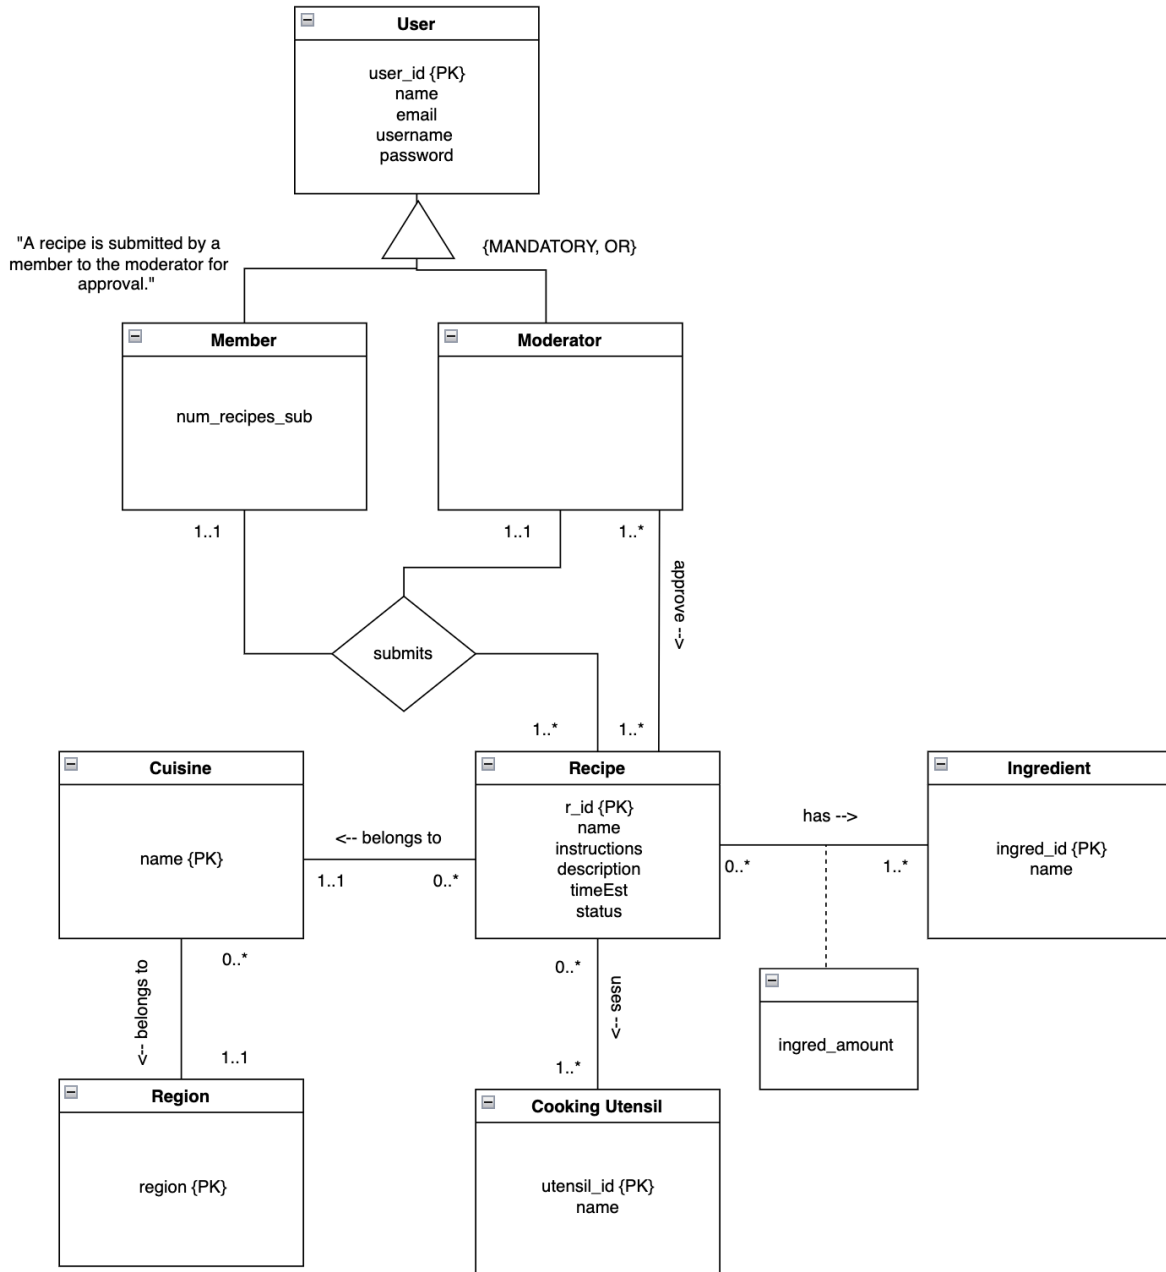 User
user_id {PK}
name
email
username
password
"A recipe is submitted by a
member to the moderator for
approval."
{MANDATORY, OR}
Member
num_recipes_sub
Moderator
1..1
1..1
1..*
approve -->
submits
1..*
1..*
Cuisine
name {PK}
<-- belongs to
1..1
0..*
Recipe
r_id {PK}
name
instructions
description
timeEst
status
has -->
0..*
1..*
Ingredient
ingred_id {PK}
name
ingred_amount
0..*
<-- belongs to
1..1
0..*
uses -->
1..*
Region
region {PK}
Cooking Utensil
utensil_id {PK}
name